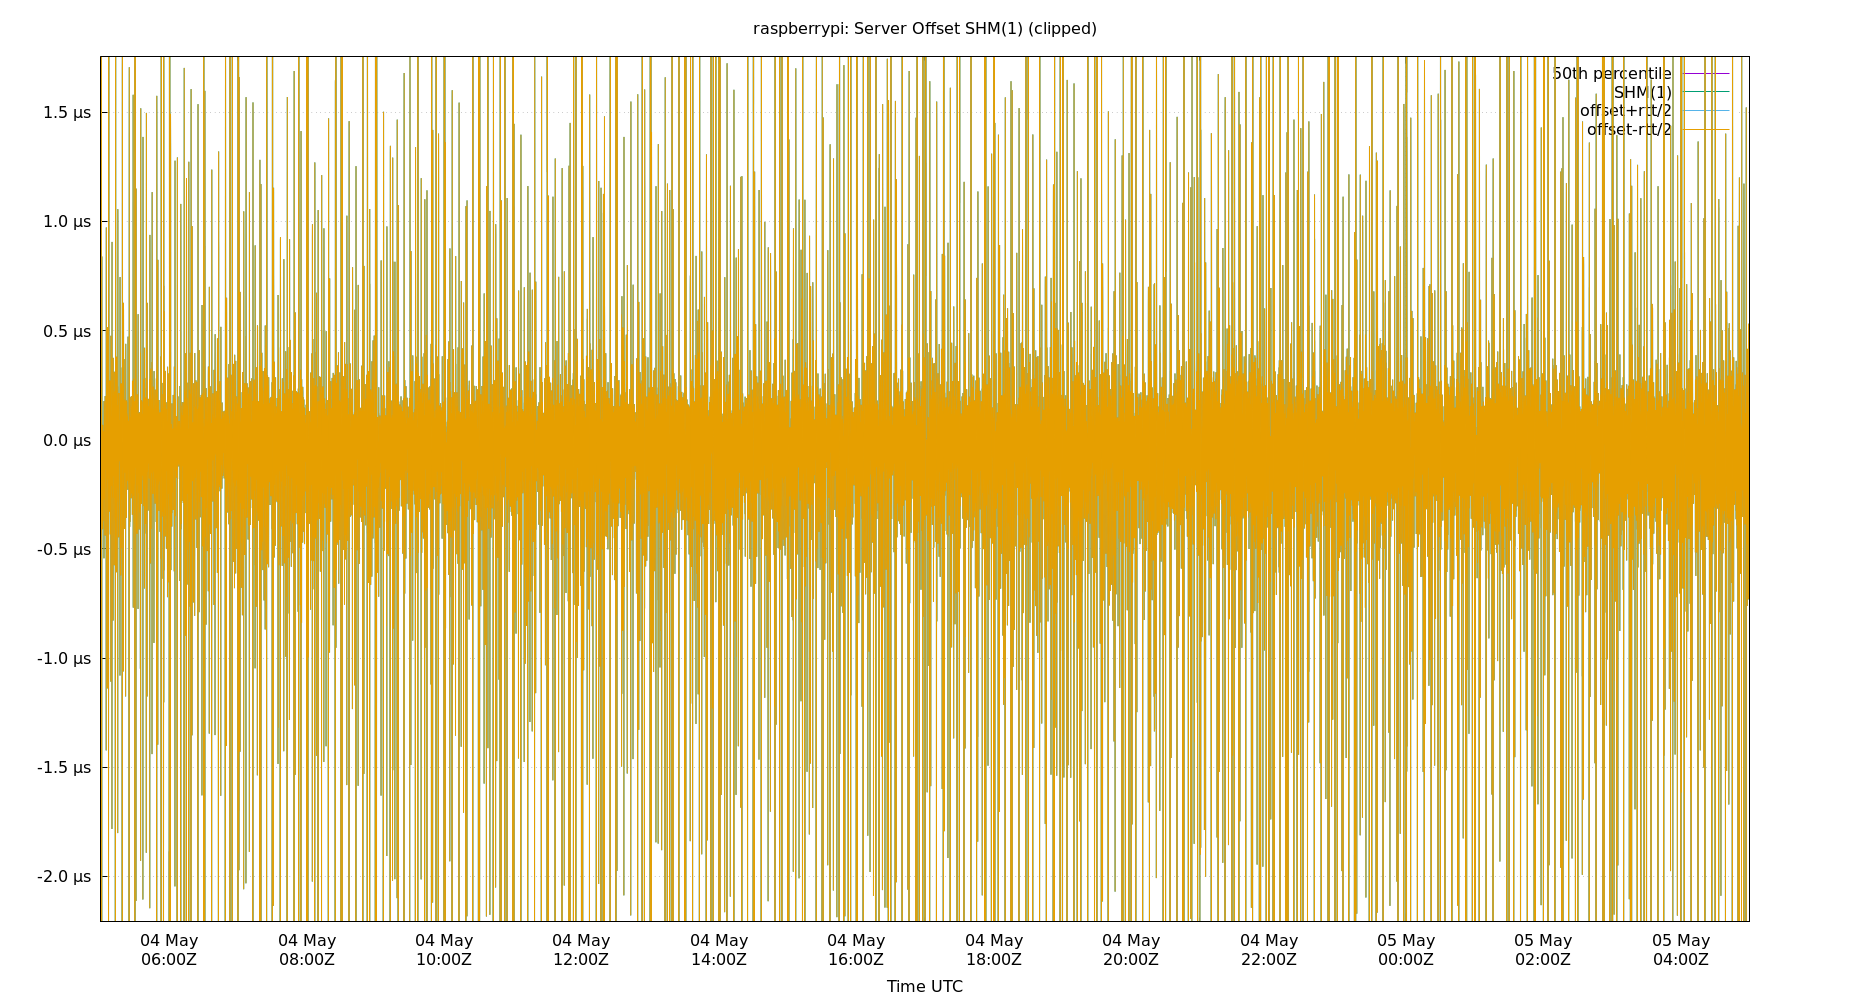 raspberrypi: Server Offset SHM(1) (clipped)
50th percentile
SHM(1)
offset+rtt/2
offset-rtt/2
1.5 µs
1.0 µs
0.5 µs
0.0 µs
-0.5 µs
-1.0 µs
-1.5 µs
-2.0 µs
04 May 04 May 04 May 04 May 04 May 04 May 04 May 04 May 04 May 05 May 05 May 05 May
06:00Z 08:00Z 10:00Z 12:00Z 14:00Z 16:00Z 18:00Z 20:00Z 22:00Z 00:00Z 02:00Z 04:00Z
Time UTC